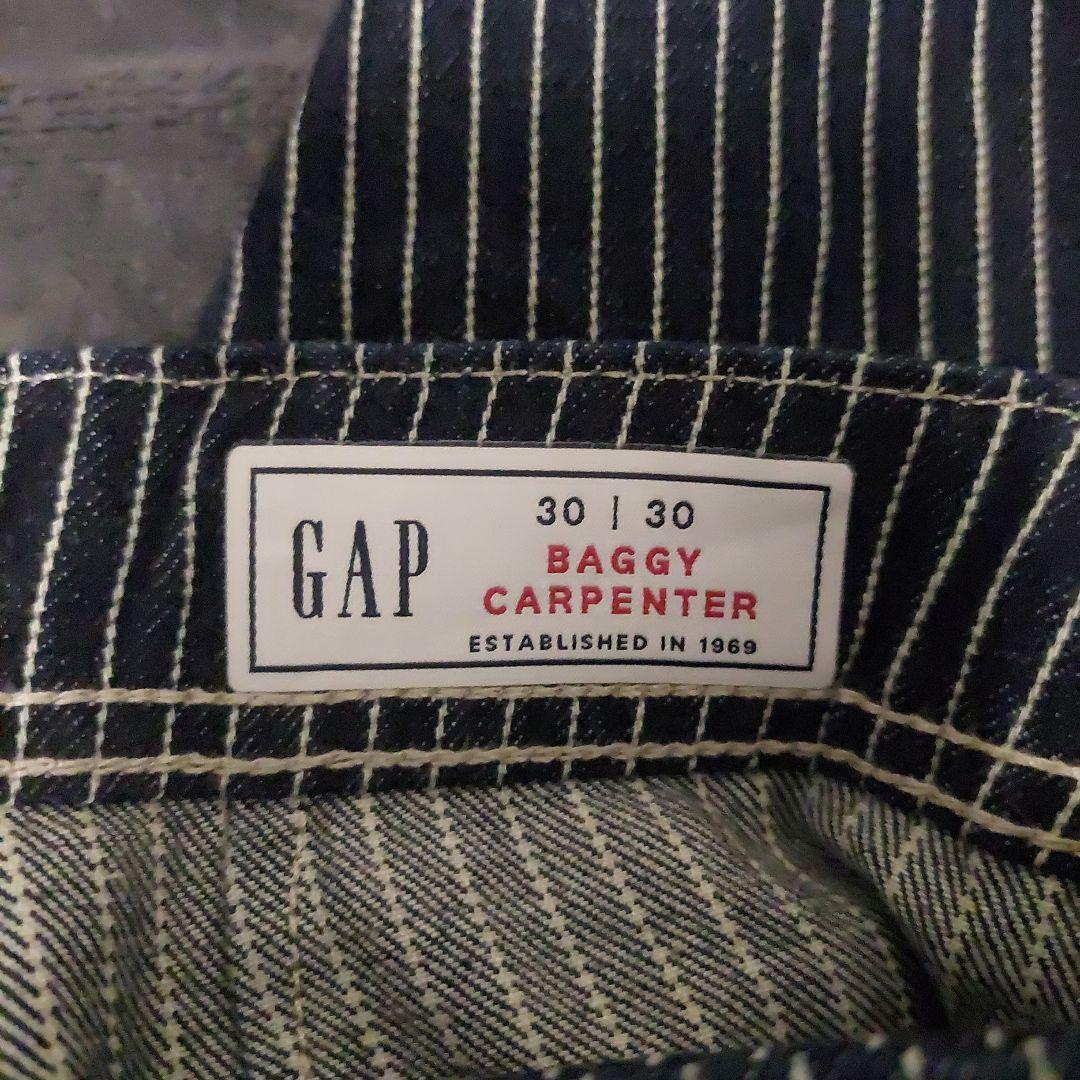 GAP
30 | 30
BAGGY
CARPENTER
ESTABLISHED IN 1969